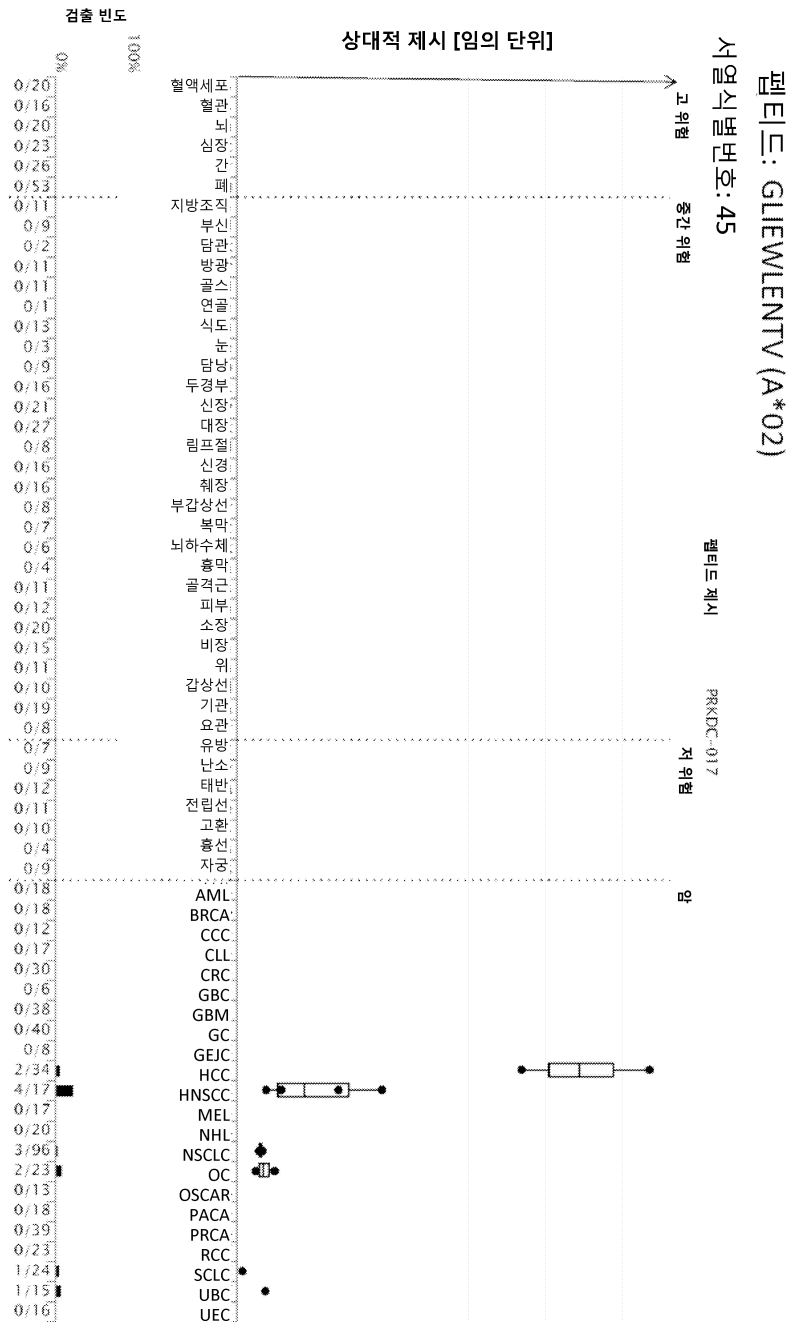 펩티드: GLIEWLENTV (A*02)
서열식별번호: 45
펩티드 제시
PRKDC-017
고 위험
중간 위험
저 위험
암
상대적 제시 [임의 단위]
검출 빈도
100%
0%
0/20 혈액세포
0/16 혈관
0/20 뇌
0/23 심장
0/26 간
0/53 폐
0/11 지방조직
0/9 부신
0/2 담관
0/11 방광
0/11 골스
0/1 연골
0/13 식도
0/3 눈
0/9 담낭
0/16 두경부
0/21 신장
0/27 대장
0/8 림프절
0/16 신경
0/16 췌장
0/8 부갑상선
0/7 복막
0/6 뇌하수체
0/4 흉막
0/11 골격근
0/12 피부
0/20 소장
0/15 비장
0/11 위
0/10 갑상선
0/19 기관
0/8 요관
0/7 유방
0/9 난소
0/12 태반
0/11 전립선
0/10 고환
0/4 흉선
0/9 자궁
0/18 AML
0/18 BRCA
0/12 CCC
0/17 CLL
0/30 CRC
0/6 GBC
0/38 GBM
0/40 GC
0/8 GEJC
2/34 HCC
4/17 HNSCC
0/17 MEL
0/20 NHL
3/96 NSCLC
2/23 OC
0/13 OSCAR
0/18 PACA
0/39 PRCA
0/23 RCC
1/24 SCLC
1/15 UBC
0/16 UEC